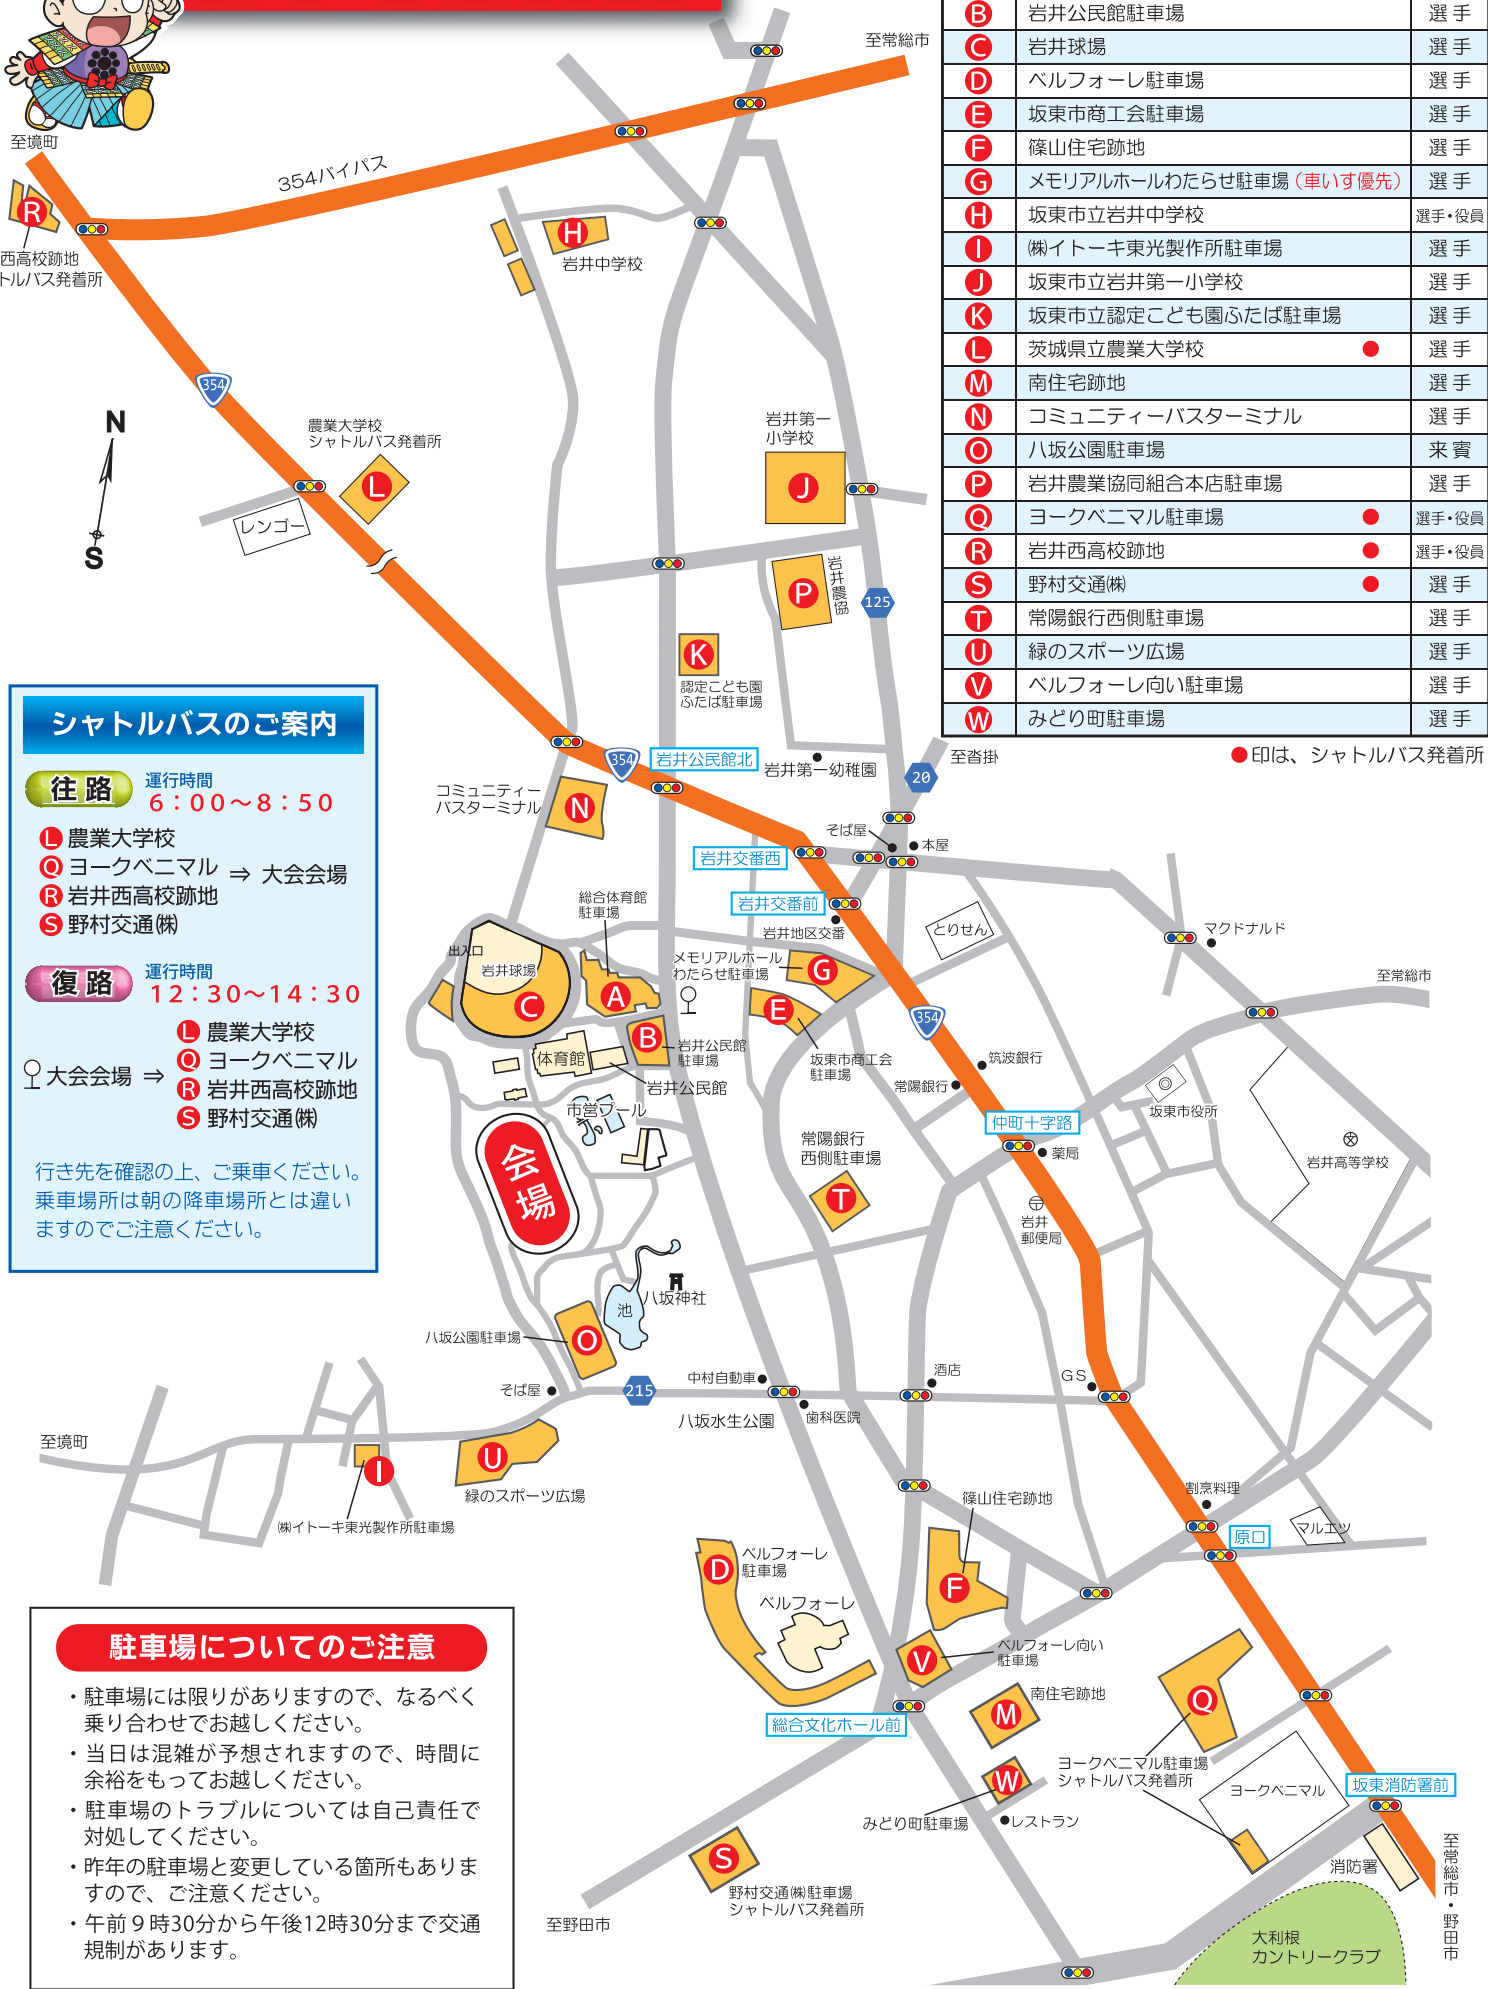 B 岩井公民館駐車場 選手
C 岩井球場 選手
D ベルフォーレ駐車場 選手
E 坂東市商工会駐車場 選手
F 篠山住宅跡地 選手
G メモリアルホールわたらせ駐車場（車いす優先） 選手
H 坂東市立岩井中学校 選手・役員
I ㈱イトーキ東光製作所駐車場 選手
J 坂東市立岩井第一小学校 選手
K 坂東市立認定こども園ふたば駐車場 選手
L 茨城県立農業大学校 ● 選手
M 南住宅跡地 選手
N コミュニティーバスターミナル 選手
O 八坂公園駐車場 来賓
P 岩井農業協同組合本店駐車場 選手
Q ヨークベニマル駐車場 ● 選手・役員
R 岩井西高校跡地 ● 選手・役員
S 野村交通㈱ ● 選手
T 常陽銀行西側駐車場 選手
U 緑のスポーツ広場 選手
V ベルフォーレ向い駐車場 選手
W みどり町駐車場 選手
●印は、シャトルバス発着所
至常総市
至境町
354バイパス
R
西高校跡地
トルバス発着所
H
岩井中学校
354
N
S
農業大学校
シャトルバス発着所
L
レンゴー
岩井第一
小学校
J
P
岩井農協
125
K
認定こども園
ふたば駐車場
シャトルバスのご案内
往路
運行時間
6：00～8：50
L 農業大学校
Q ヨークベニマル
R 岩井西高校跡地
S 野村交通㈱
⇒ 大会会場
復路
運行時間
12：30～14：30
大会会場 ⇒
L 農業大学校
Q ヨークベニマル
R 岩井西高校跡地
S 野村交通㈱
行き先を確認の上、ご乗車ください。
乗車場所は朝の降車場所とは違い
ますのでご注意ください。
354
岩井公民館北
岩井第一幼稚園
20
至沓掛
コミュニティー
バスターミナル
N
そば屋
本屋
岩井交番西
岩井交番前
岩井地区交番
とりせん
マクドナルド
至常総市
総合体育館
駐車場
出入口
岩井球場
C
A
メモリアルホール
わたらせ駐車場
G
E
B
岩井公民館
駐車場
坂東市商工会
駐車場
354
体育館
岩井公民館
市営プール
筑波銀行
常陽銀行
坂東市役所
仲町十字路
薬局
岩井高等学校
会場
常陽銀行
西側駐車場
T
岩井
郵便局
八坂神社
池
八坂公園駐車場
O
そば屋
215
中村自動車
八坂水生公園
歯科医院
酒店
GS
至境町
I
㈱イトーキ東光製作所駐車場
U
緑のスポーツ広場
割烹料理
原口
マルエツ
篠山住宅跡地
F
D
ベルフォーレ
駐車場
ベルフォーレ
V
ベルフォーレ向い
駐車場
南住宅跡地
M
Q
総合文化ホール前
W
ヨークベニマル駐車場
シャトルバス発着所
ヨークベニマル
坂東消防署前
みどり町駐車場
レストラン
S
野村交通㈱駐車場
シャトルバス発着所
至野田市
消防署
至常総市・野田市
大利根
カントリークラブ
駐車場についてのご注意
・駐車場には限りがありますので、なるべく
乗り合わせでお越しください。
・当日は混雑が予想されますので、時間に
余裕をもってお越しください。
・駐車場のトラブルについては自己責任で
対処してください。
・昨年の駐車場と変更している箇所もありま
すので、ご注意ください。
・午前９時30分から午後12時30分まで交通
規制があります。